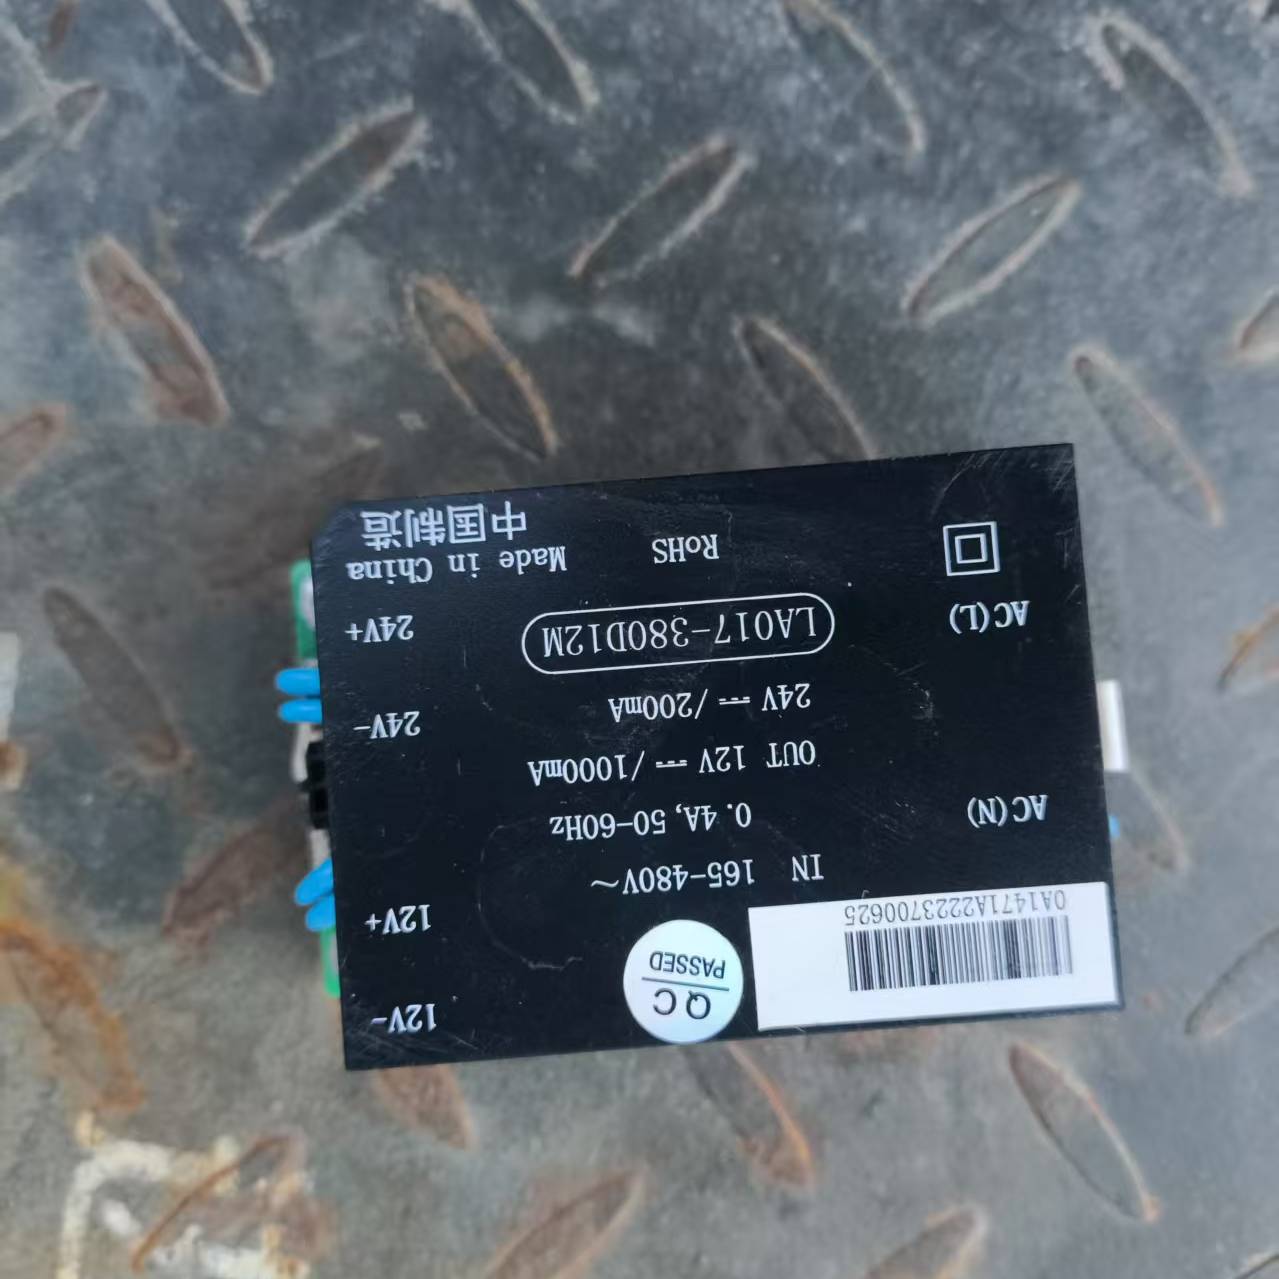 QC
PASSED
0A1471A2223700625
12V-
12V+
24V-
24V+
IN 165-480V~
0.4A, 50-60Hz
OUT 12V ⎓ /1000mA
24V ⎓ /200mA
LA017-380D12M
AC(N)
AC(L)
RoHS
Made in China
中国制造